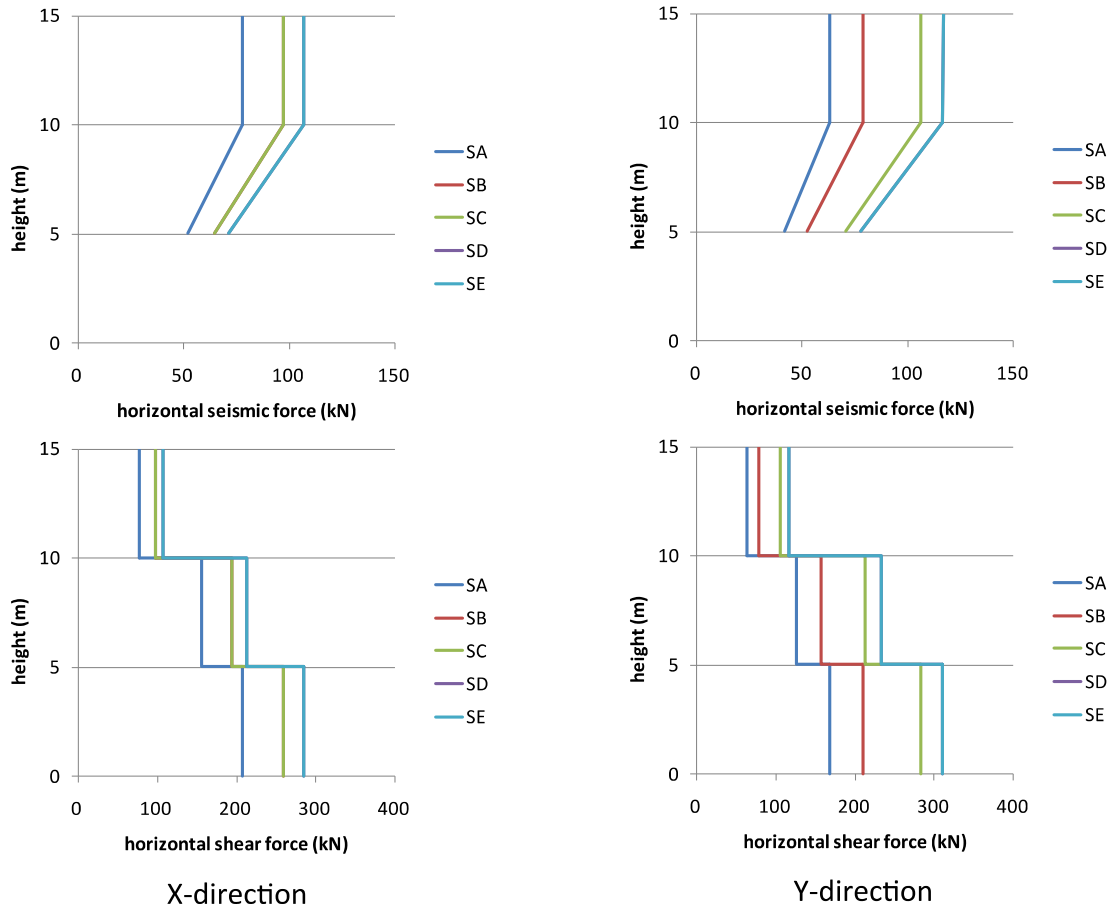 15
10
5
0
0 50 100 150
height (m)
horizontal seismic force (kN)
SA
SB
SC
SD
SE
15
10
5
0
0 50 100 150
height (m)
horizontal seismic force (kN)
SA
SB
SC
SD
SE
15
10
5
0
0 100 200 300 400
height (m)
horizontal shear force (kN)
SA
SB
SC
SD
SE
15
10
5
0
0 100 200 300 400
height (m)
horizontal shear force (kN)
SA
SB
SC
SD
SE
X-direction
Y-direction